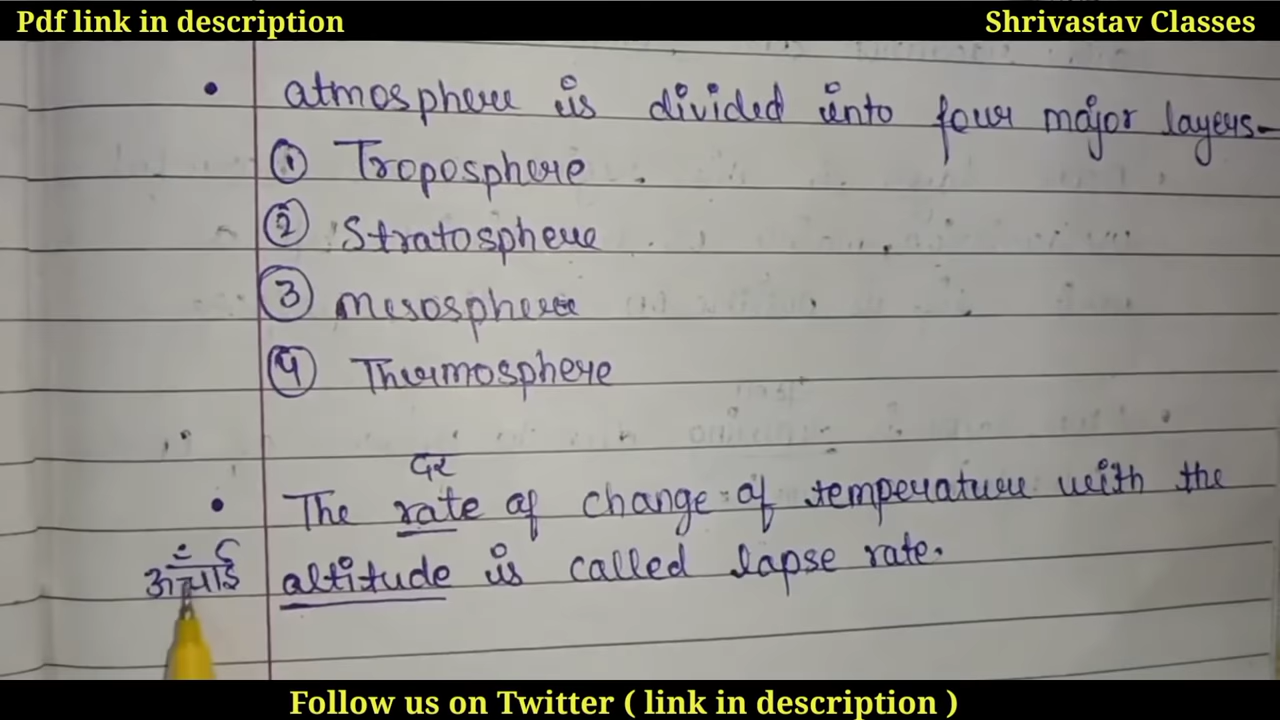 Pdf link in description
Shrivastav Classes
• atmosphere is divided into four major layers-
① Troposphere
② Stratosphere
③ Mesosphere
④ Thermosphere
दर
• The rate of change of temperature with the
ऊँचाई altitude is called lapse rate.
Follow us on Twitter ( link in description )